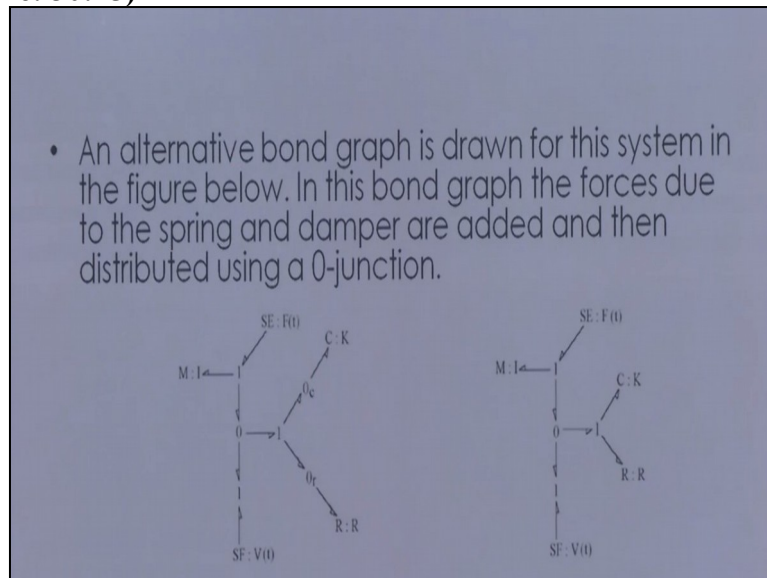 • An alternative bond graph is drawn for this system in
the figure below. In this bond graph the forces due
to the spring and damper are added and then
distributed using a 0-junction.
SE : F(t)
C : K
M : I
1
0c
0
1
0r
1
R : R
SF : V(t)
SE : F(t)
M : I
1
C : K
0
1
R : R
1
SF : V(t)